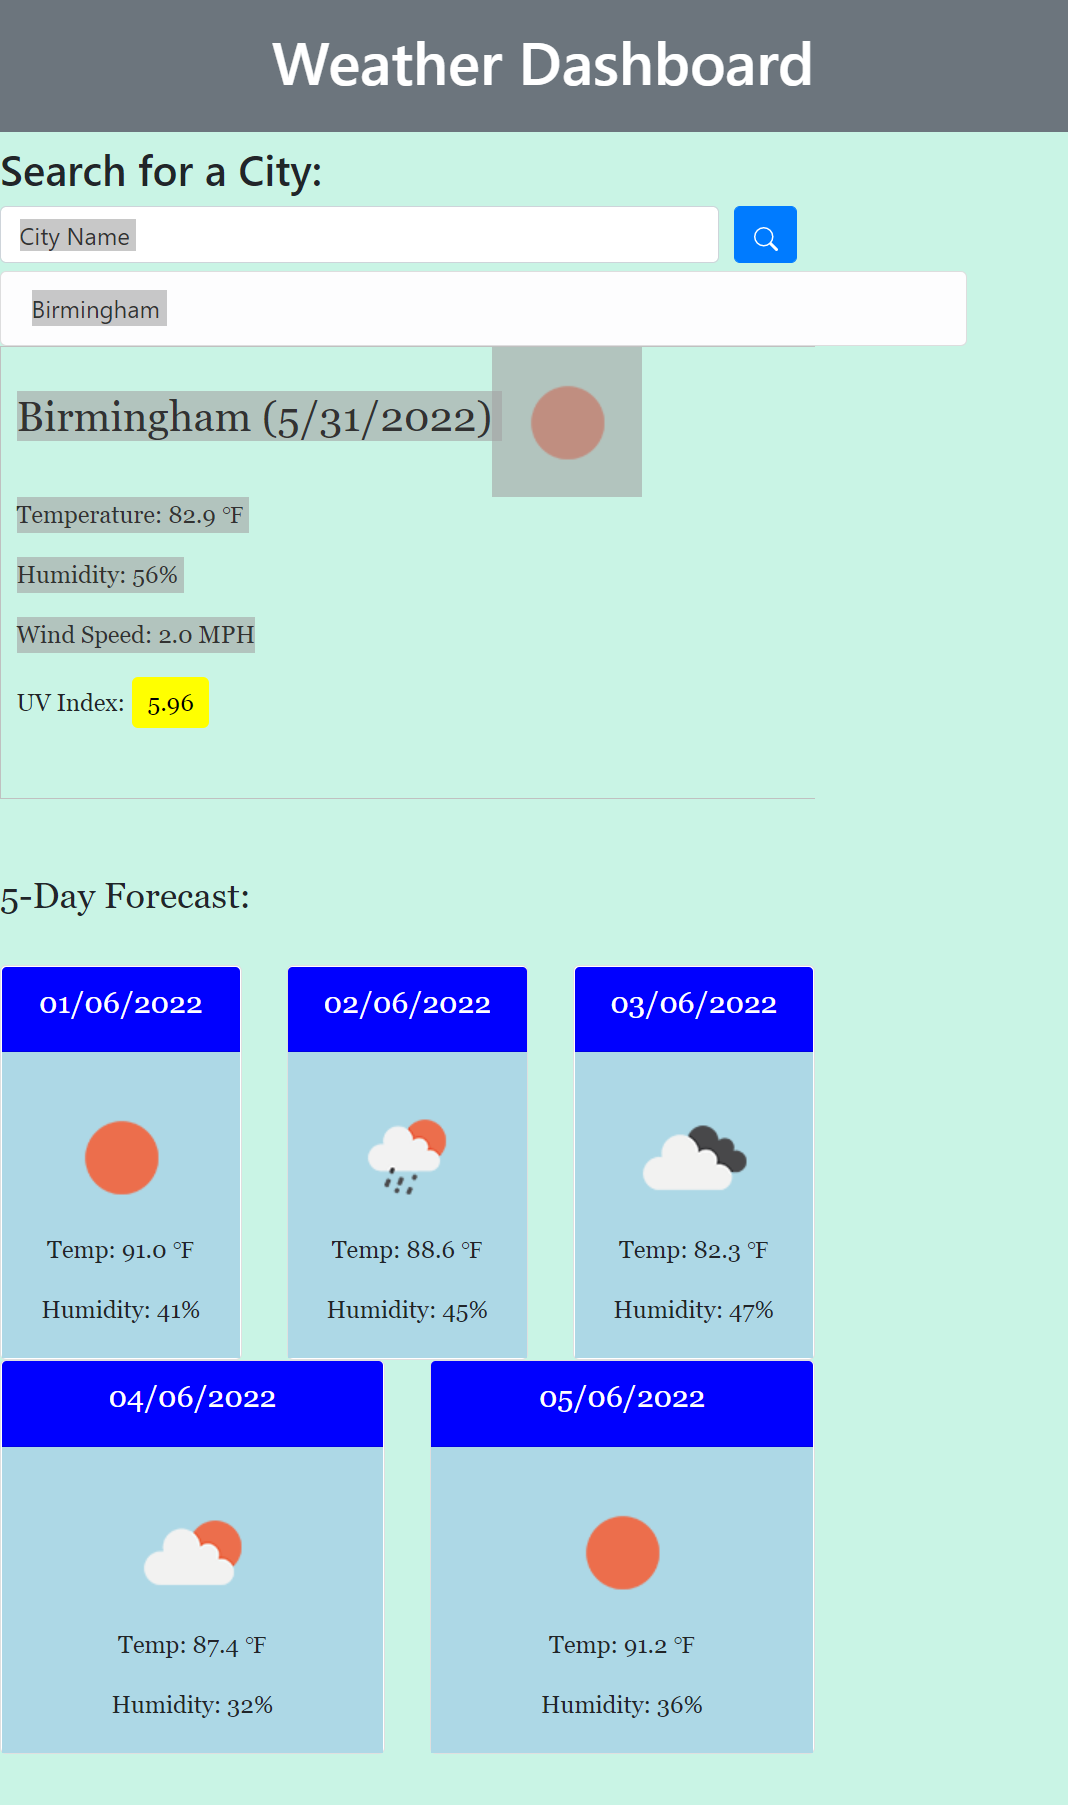 Weather Dashboard
Search for a City:
City Name
Birmingham
Birmingham (5/31/2022)
Temperature: 82.9 °F
Humidity: 56%
Wind Speed: 2.0 MPH
UV Index: 5.96
5-Day Forecast:
01/06/2022 02/06/2022 03/06/2022
Temp: 91.0 °F Temp: 88.6 °F Temp: 82.3 °F
Humidity: 41% Humidity: 45% Humidity: 47%
04/06/2022 05/06/2022
Temp: 87.4 °F Temp: 91.2 °F
Humidity: 32% Humidity: 36%